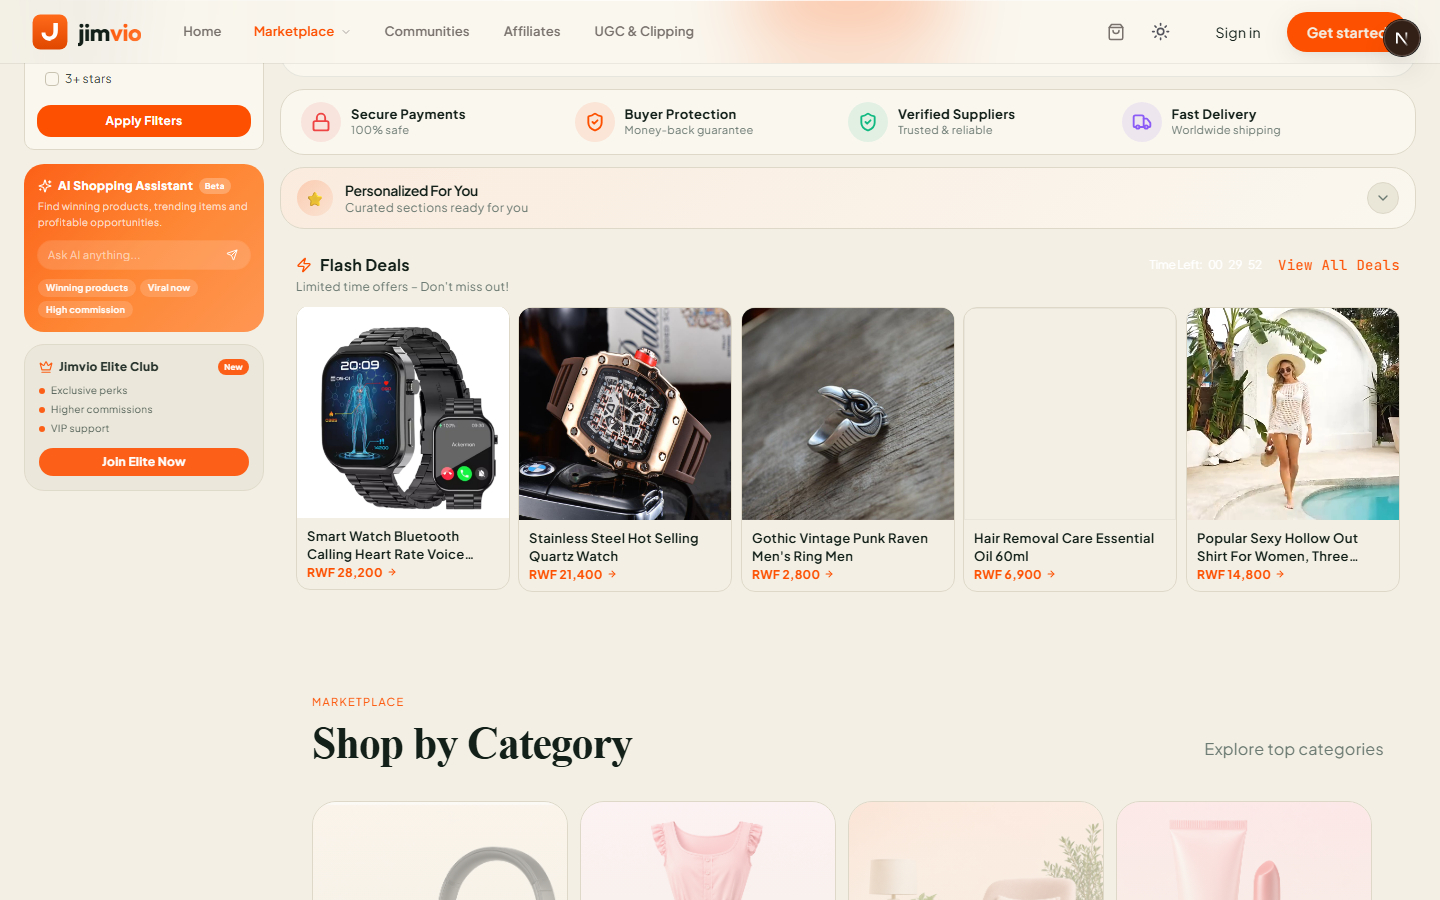 jimvio
Home
Marketplace
Communities
Affiliates
UGC & Clipping
Sign in
Get started
N
3+ stars
Apply Filters
Secure Payments
100% safe
Buyer Protection
Money-back guarantee
Verified Suppliers
Trusted & reliable
Fast Delivery
Worldwide shipping
AI Shopping Assistant
Beta
Find winning products, trending items and
profitable opportunities.
Ask AI anything...
Winning products
Viral now
High commission
Personalized For You
Curated sections ready for you
Jimvio Elite Club
New
Exclusive perks
Higher commissions
VIP support
Join Elite Now
Flash Deals
Limited time offers – Don't miss out!
Time Left: 00 29 52
View All Deals
20:09
Smart Watch Bluetooth
Calling Heart Rate Voice…
RWF 28,200 →
Stainless Steel Hot Selling
Quartz Watch
RWF 21,400 →
Gothic Vintage Punk Raven
Men's Ring Men
RWF 2,800 →
Hair Removal Care Essential
Oil 60ml
RWF 6,900 →
Popular Sexy Hollow Out
Shirt For Women, Three…
RWF 14,800 →
MARKETPLACE
Shop by Category
Explore top categories